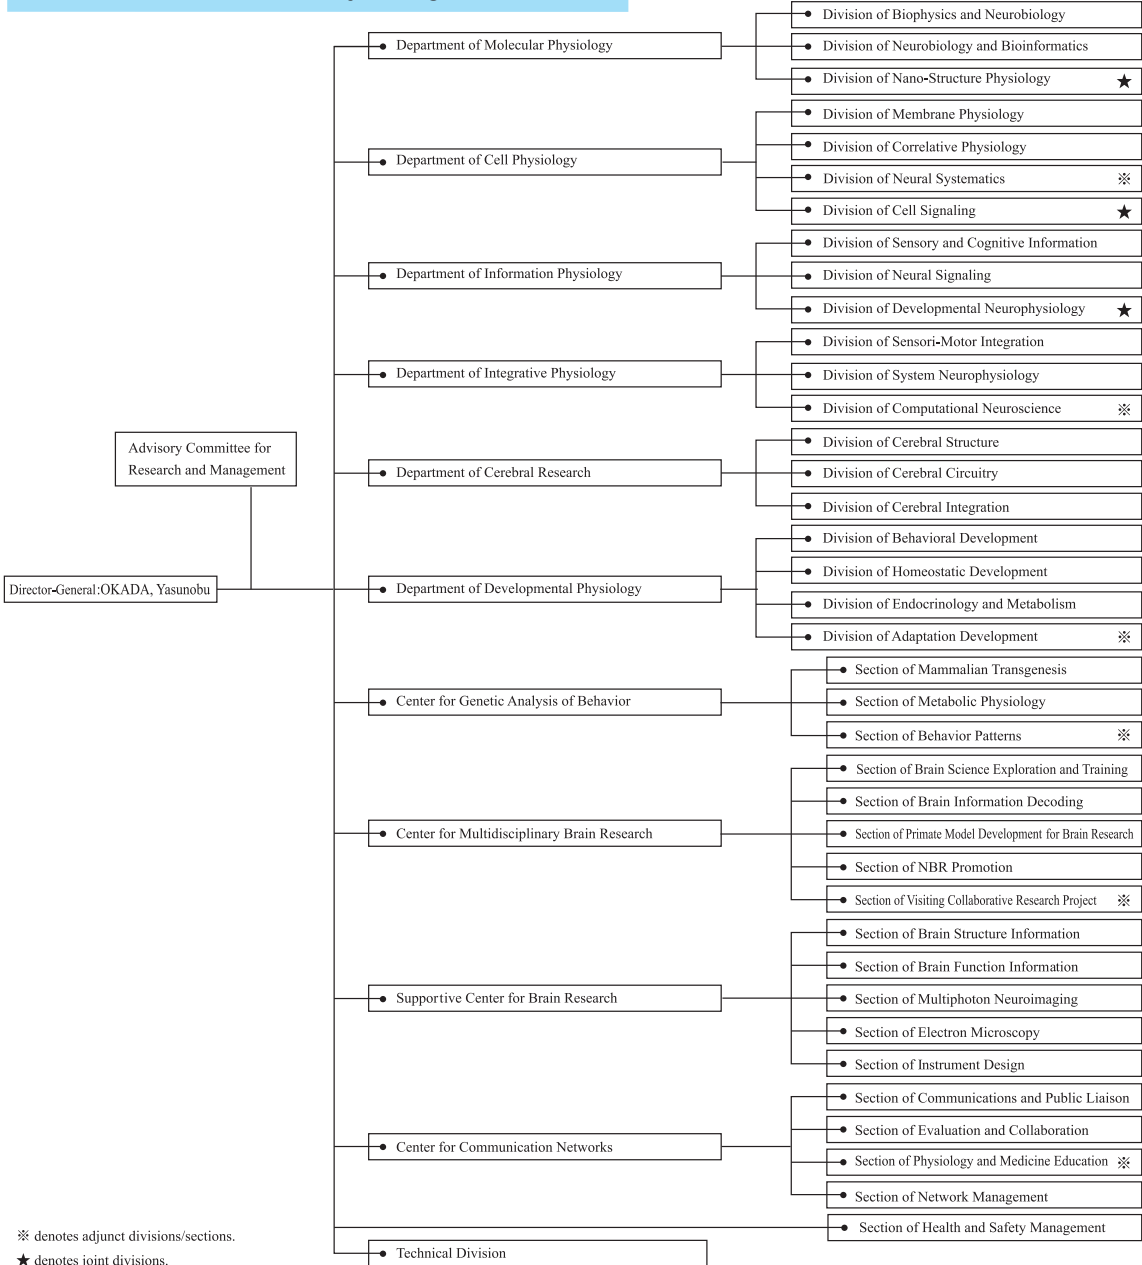 Division of Biophysics and Neurobiology
Department of Molecular Physiology
Division of Neurobiology and Bioinformatics
Division of Nano-Structure Physiology ★
Division of Membrane Physiology
Division of Correlative Physiology
Department of Cell Physiology
Division of Neural Systematics ※
Division of Cell Signaling ★
Division of Sensory and Cognitive Information
Department of Information Physiology
Division of Neural Signaling
Division of Developmental Neurophysiology ★
Division of Sensori-Motor Integration
Department of Integrative Physiology
Division of System Neurophysiology
Division of Computational Neuroscience ※
Advisory Committee for
Research and Management
Division of Cerebral Structure
Department of Cerebral Research
Division of Cerebral Circuitry
Division of Cerebral Integration
Division of Behavioral Development
Division of Homeostatic Development
Director-General:OKADA, Yasunobu
Department of Developmental Physiology
Division of Endocrinology and Metabolism
Division of Adaptation Development ※
Section of Mammalian Transgenesis
Center for Genetic Analysis of Behavior
Section of Metabolic Physiology
Section of Behavior Patterns ※
Section of Brain Science Exploration and Training
Section of Brain Information Decoding
Center for Multidisciplinary Brain Research
Section of Primate Model Development for Brain Research
Section of NBR Promotion
Section of Visiting Collaborative Research Project ※
Section of Brain Structure Information
Section of Brain Function Information
Supportive Center for Brain Research
Section of Multiphoton Neuroimaging
Section of Electron Microscopy
Section of Instrument Design
Section of Communications and Public Liaison
Section of Evaluation and Collaboration
Center for Communication Networks
Section of Physiology and Medicine Education ※
Section of Network Management
Section of Health and Safety Management
Technical Division
※ denotes adjunct divisions/sections.
★ denotes joint divisions.